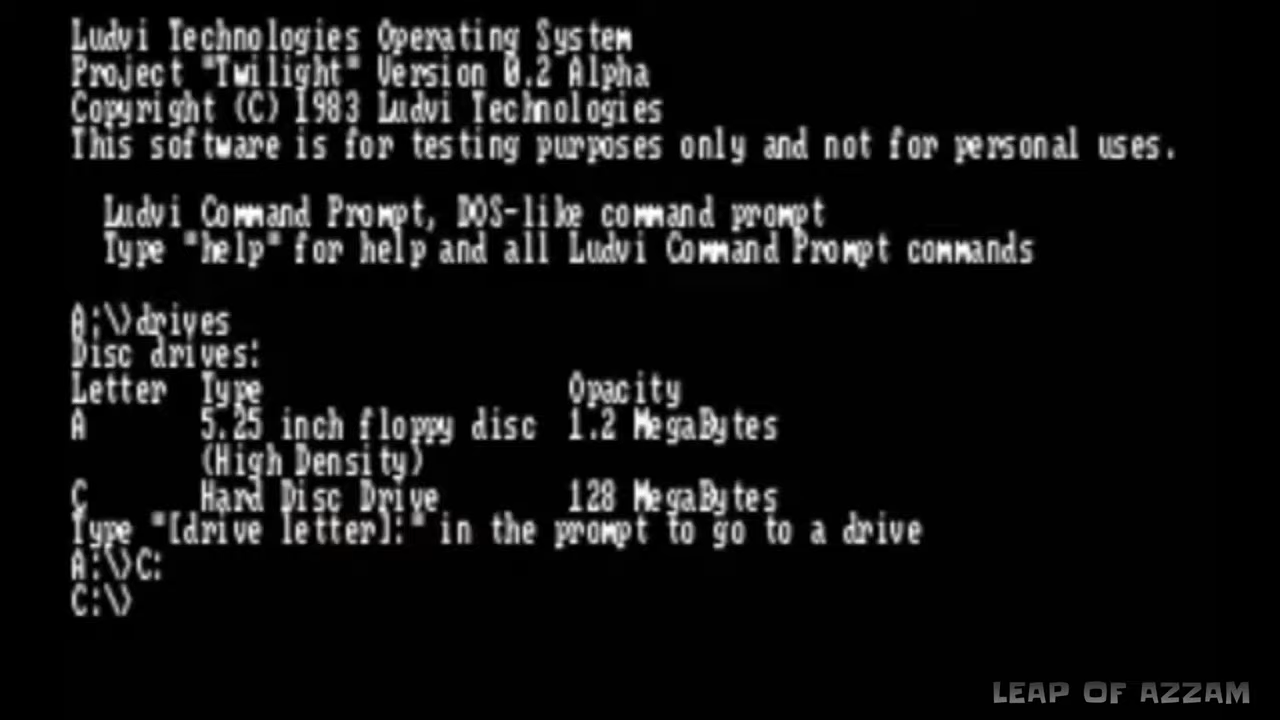 Ludvi Technologies Operating System
Project "Twilight" Version 0.2 Alpha
Copyright (C) 1983 Ludvi Technologies
This software is for testing purposes only and not for personal uses.
Ludvi Command Prompt, DOS-like command prompt
Type "help" for help and all Ludvi Command Prompt commands
A:\>drives
Disc drives:
Letter Type Opacity
A 5.25 inch floppy disc 1.2 MegaBytes
(High Density)
C Hard Disc Drive 128 MegaBytes
Type "[drive letter]:" in the prompt to go to a drive
A:\>C:
C:\>
LEAP OF AZZAM